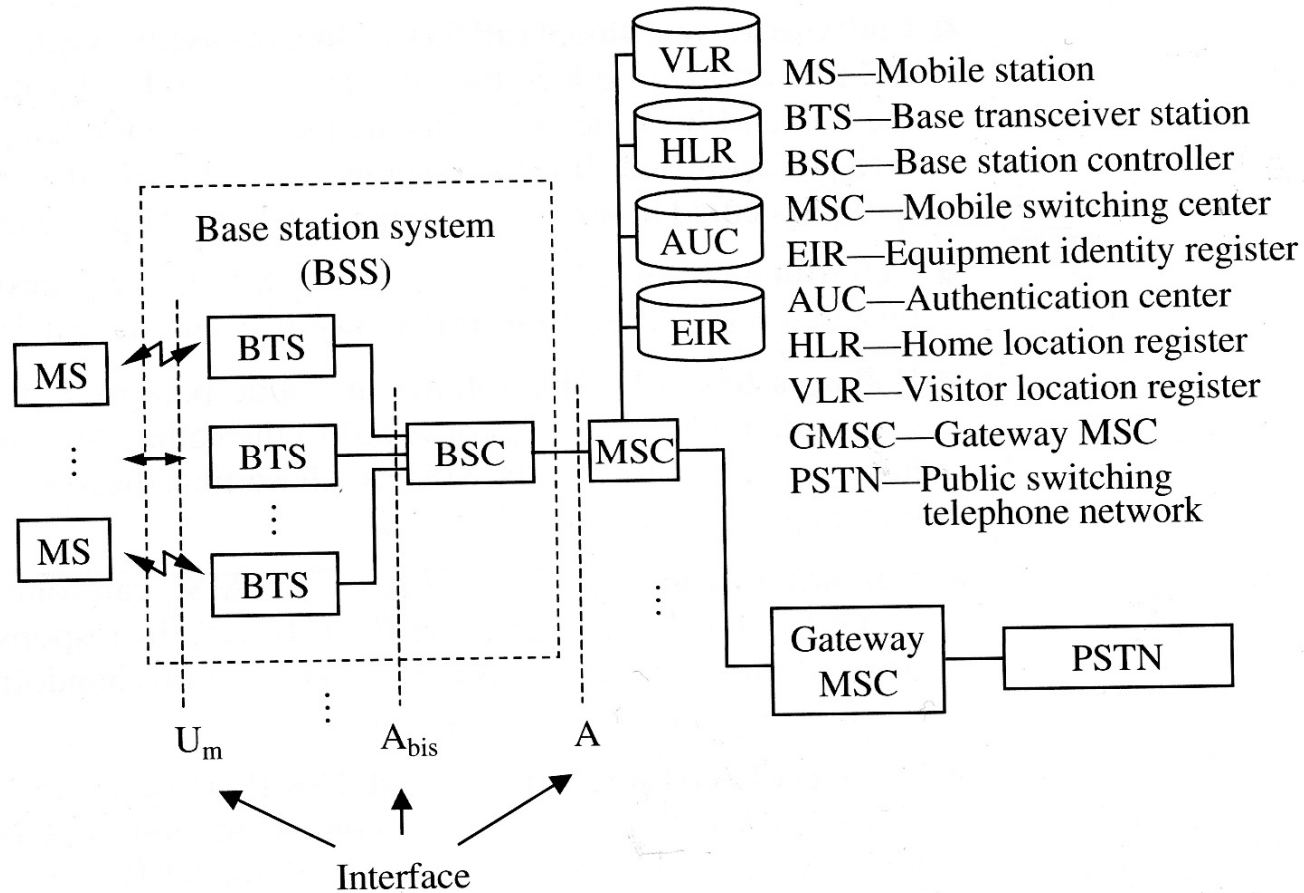 VLR
HLR
AUC
EIR
MS—Mobile station
BTS—Base transceiver station
BSC—Base station controller
MSC—Mobile switching center
EIR—Equipment identity register
AUC—Authentication center
HLR—Home location register
VLR—Visitor location register
GMSC—Gateway MSC
PSTN—Public switching
telephone network
Base station system
(BSS)
MS
BTS
BTS
BSC
MSC
MS
BTS
Gateway
MSC
PSTN
Um
Abis
A
Interface